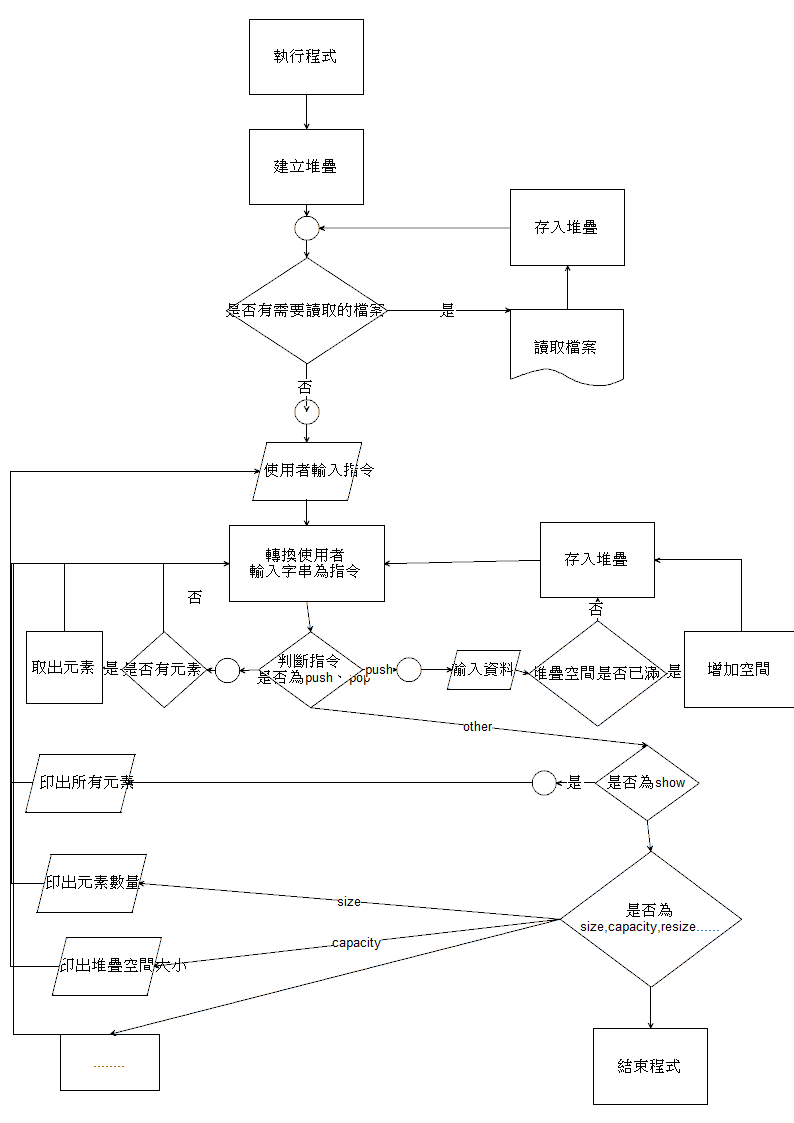 執行程式
建立堆疊
存入堆疊
是否有需要讀取的檔案
是
讀取檔案
否
使用者輸入指令
轉換使用者
輸入字串為指令
存入堆疊
否
否
取出元素
是
是否有元素
判斷指令
是否為push、pop
push
輸入資料
堆疊空間是否已滿
是
增加空間
other
印出所有元素
是
是否為show
印出元素數量
size
是否為
size,capacity,resize......
capacity
印出堆疊空間大小
........
結束程式